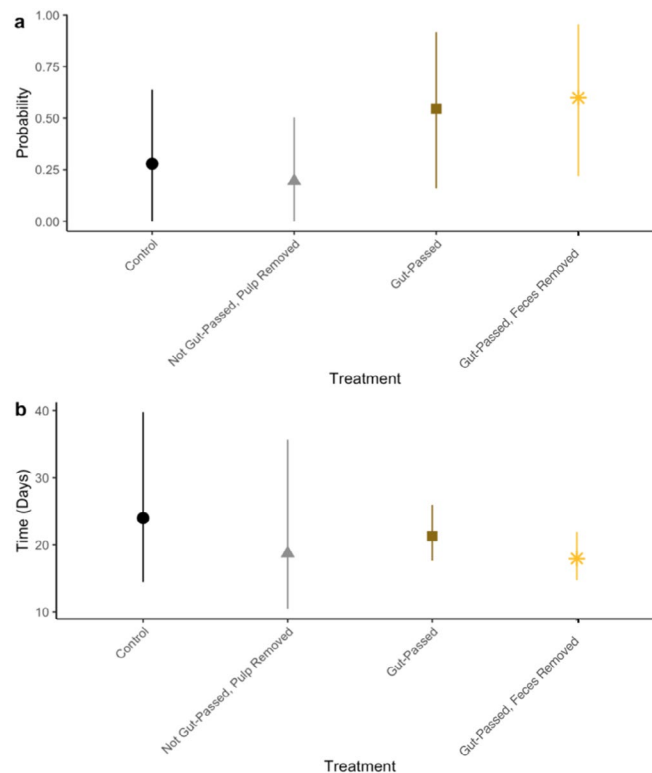 a
1.00
0.75
0.50
0.25
0.00
Probability
Control
Not Gut-Passed, Pulp Removed
Gut-Passed
Gut-Passed, Feces Removed
Treatment
b
40
30
20
10
Time (Days)
Control
Not Gut-Passed, Pulp Removed
Gut-Passed
Gut-Passed, Feces Removed
Treatment